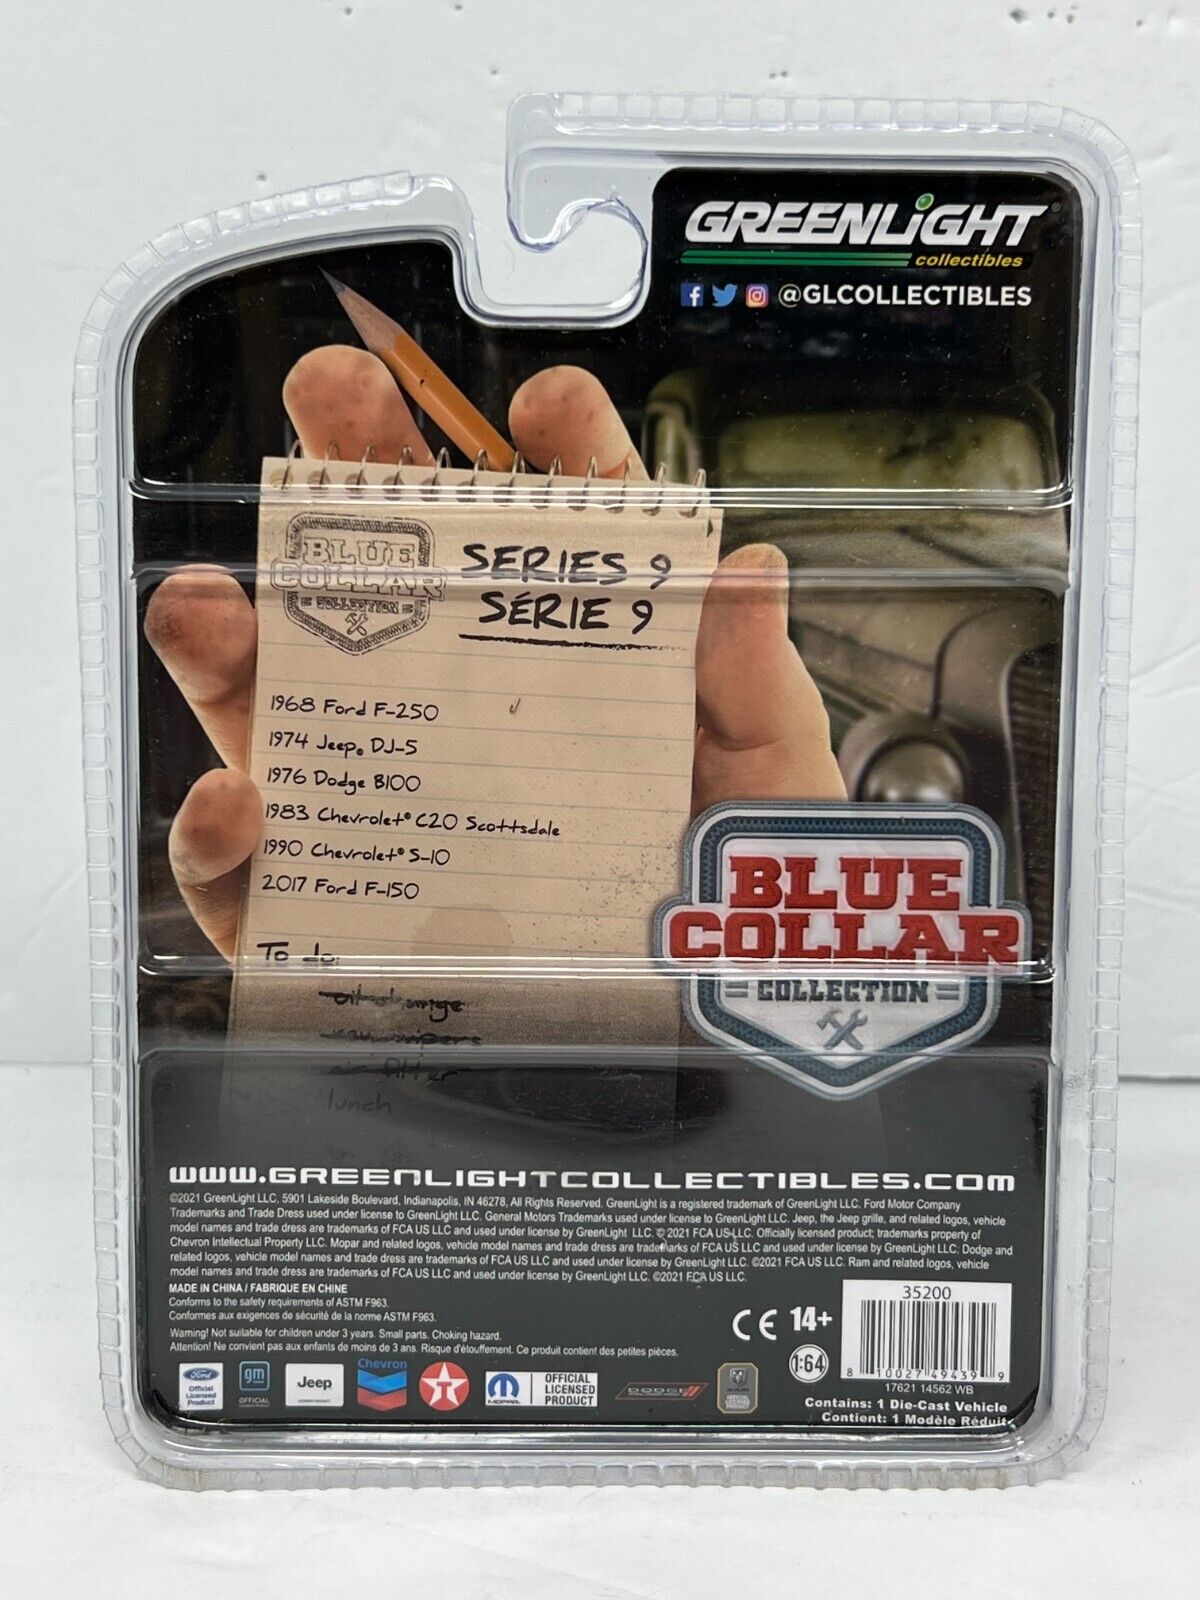 GREENLiGHT®
collectibles
@GLCOLLECTIBLES
BLUE
COLLAR
COLLECTION
SERIES 9
SÉRIE 9
1968 Ford F-250
1974 Jeep® DJ-5
1976 Dodge B100
1983 Chevrolet® C20 Scottsdale
1990 Chevrolet® S-10
2017 Ford F-150
To do:
oil change
new wipers
air filter
lunch
BLUE
COLLAR
COLLECTION
www.GREENLIGHTCOLLECTIBLES.COM
©2021 GreenLight LLC, 5901 Lakeside Boulevard, Indianapolis, IN 46278, All Rights Reserved. GreenLight is a registered trademark of GreenLight LLC. Ford Motor Company
Trademarks and Trade Dress used under license to GreenLight LLC. General Motors Trademarks used under license to GreenLight LLC. Jeep, the Jeep grille, and related logos, vehicle
model names and trade dress are trademarks of FCA US LLC and used under license by GreenLight LLC. © 2021 FCA US LLC. Officially licensed product; trademarks property of
Chevron Intellectual Property LLC. Mopar and related logos, vehicle model names and trade dress are trademarks of FCA US LLC and used under license by GreenLight LLC. Dodge and
related logos, vehicle model names and trade dress are trademarks of FCA US LLC and used under license by GreenLight LLC. ©2021 FCA US LLC. Ram and related logos, vehicle
model names and trade dress are trademarks of FCA US LLC and used under license by GreenLight LLC. ©2021 FCA US LLC.
MADE IN CHINA / FABRIQUE EN CHINE
Conforms to the safety requirements of ASTM F963.
Conformes aux exigences de sécurité de la norme ASTM F963.
Warning! Not suitable for children under 3 years. Small parts. Choking hazard.
Attention! Ne convient pas aux enfants de moins de 3 ans. Risque d'étouffement. Ce produit contient des petites pièces.
CE 14+
1:64
35200
8 10027 49439 9
17621 14562 WB
Contains: 1 Die-Cast Vehicle
Contient: 1 Modèle Réduit
Ford
Official
Licensed
Product
gm
OFFICIAL
Jeep
Chevron
T
MOPAR
OFFICIAL
LICENSED
PRODUCT
DODGE